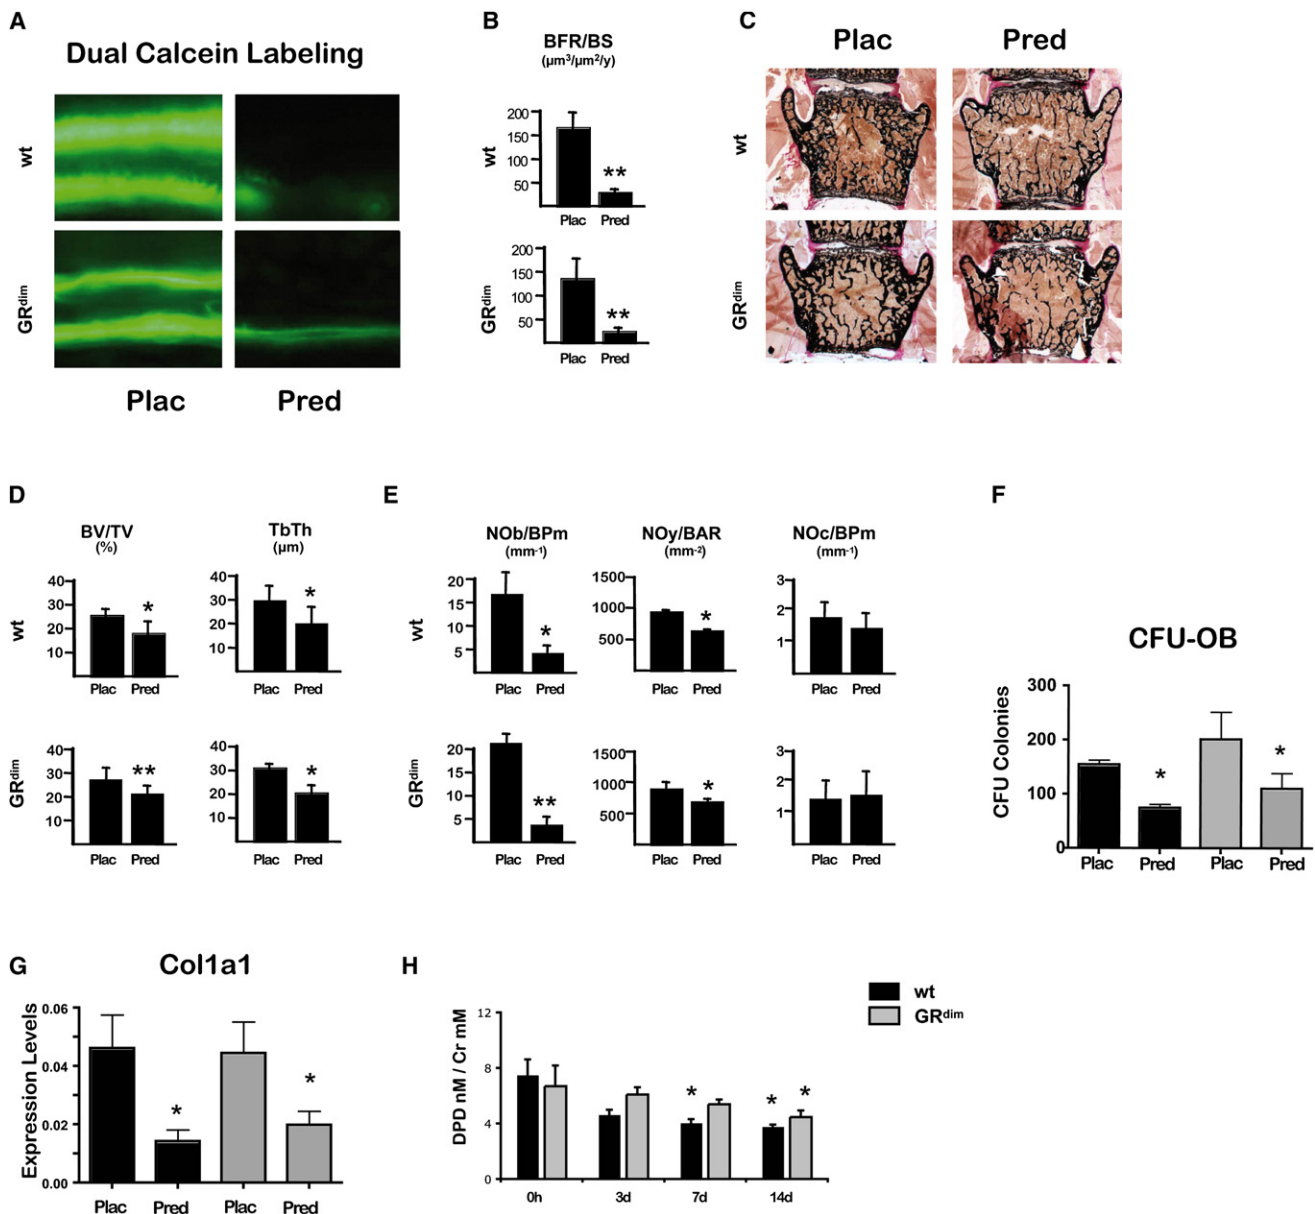 A
Dual Calcein Labeling
wt
GRdim
Plac Pred
B
BFR/BS
(µm³/µm²/y)
wt
200
150
100
50
**
Plac Pred
GRdim
200
150
100
50
**
Plac Pred
C
Plac Pred
wt
GRdim
D
BV/TV
(%)
TbTh
(µm)
wt
40
30
20
10
*
Plac Pred
40
30
20
10
*
Plac Pred
GRdim
40
30
20
10
**
Plac Pred
40
30
20
10
*
Plac Pred
E
NOb/BPm
(mm-1)
NOy/BAR
(mm-2)
NOc/BPm
(mm-1)
wt
20
15
10
5
*
Plac Pred
1500
1000
500
*
Plac Pred
3
2
1
Plac Pred
GRdim
20
15
10
5
**
Plac Pred
1500
1000
500
*
Plac Pred
3
2
1
Plac Pred
F
CFU-OB
CFU Colonies
300
200
100
0
* *
Plac Pred Plac Pred
G
Col1a1
Expression Levels
0.06
0.04
0.02
0.00
* *
Plac Pred Plac Pred
H
DPD nM / Cr mM
12
8
4
0
* * *
0h 3d 7d 14d
wt
GRdim